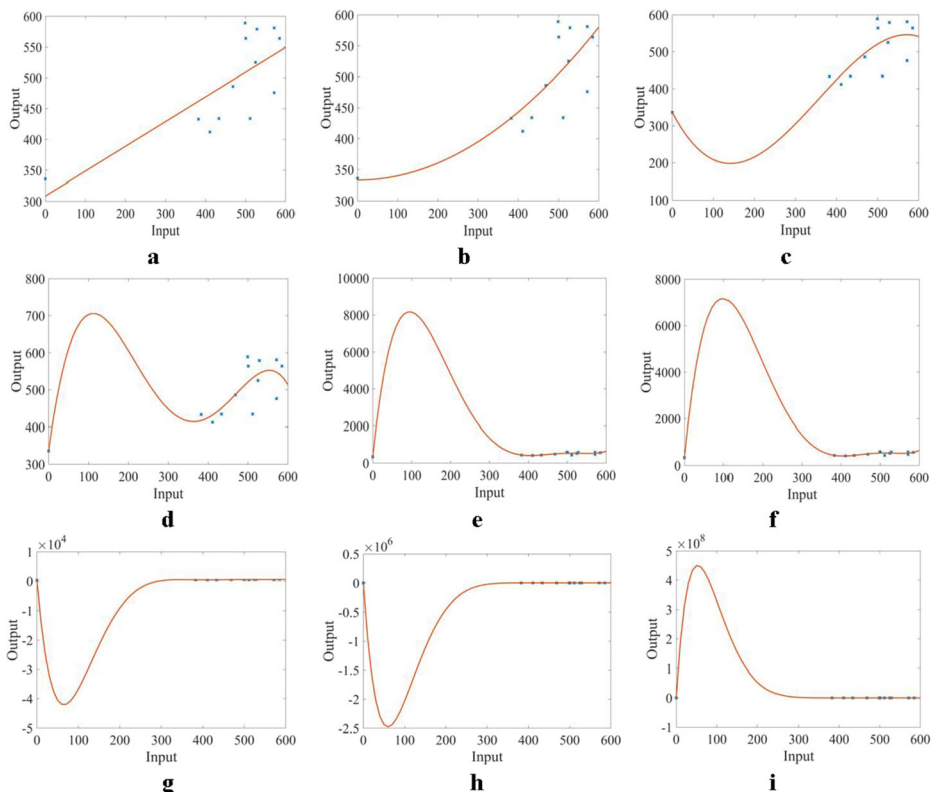 600
550
500
450
400
350
300
Output
0 100 200 300 400 500 600
Input
a
600
550
500
450
400
350
300
Output
0 100 200 300 400 500 600
Input
b
600
500
400
300
200
100
Output
0 100 200 300 400 500 600
Input
c
800
700
600
500
400
300
Output
0 100 200 300 400 500 600
Input
d
10000
8000
6000
4000
2000
0
Output
0 100 200 300 400 500 600
Input
e
8000
6000
4000
2000
0
Output
0 100 200 300 400 500 600
Input
f
×10⁴
1
0
-1
-2
-3
-4
-5
Output
0 100 200 300 400 500 600
Input
g
×10⁶
0.5
0
-0.5
-1
-1.5
-2
-2.5
Output
0 100 200 300 400 500 600
Input
h
×10⁸
5
4
3
2
1
0
-1
Output
0 100 200 300 400 500 600
Input
i